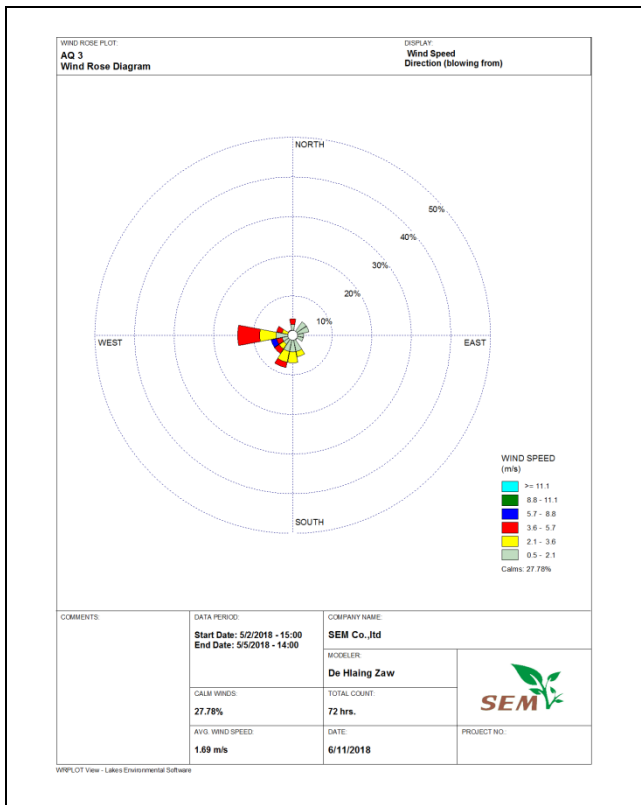 WIND ROSE PLOT:
AQ 3
Wind Rose Diagram
DISPLAY:
Wind Speed
Direction (blowing from)
NORTH
50%
40%
30%
20%
10%
WEST
EAST
SOUTH
WIND SPEED
(m/s)
>= 11.1
8.8 - 11.1
5.7 - 8.8
3.6 - 5.7
2.1 - 3.6
0.5 - 2.1
Calms: 27.78%
COMMENTS:
DATA PERIOD:
Start Date: 5/2/2018 - 15:00
End Date: 5/5/2018 - 14:00
COMPANY NAME:
SEM Co.,ltd
MODELER:
De Hlaing Zaw
CALM WINDS:
27.78%
TOTAL COUNT:
72 hrs.
SEM
AVG. WIND SPEED:
1.69 m/s
DATE:
6/11/2018
PROJECT NO.:
WRPLOT View - Lakes Environmental Software